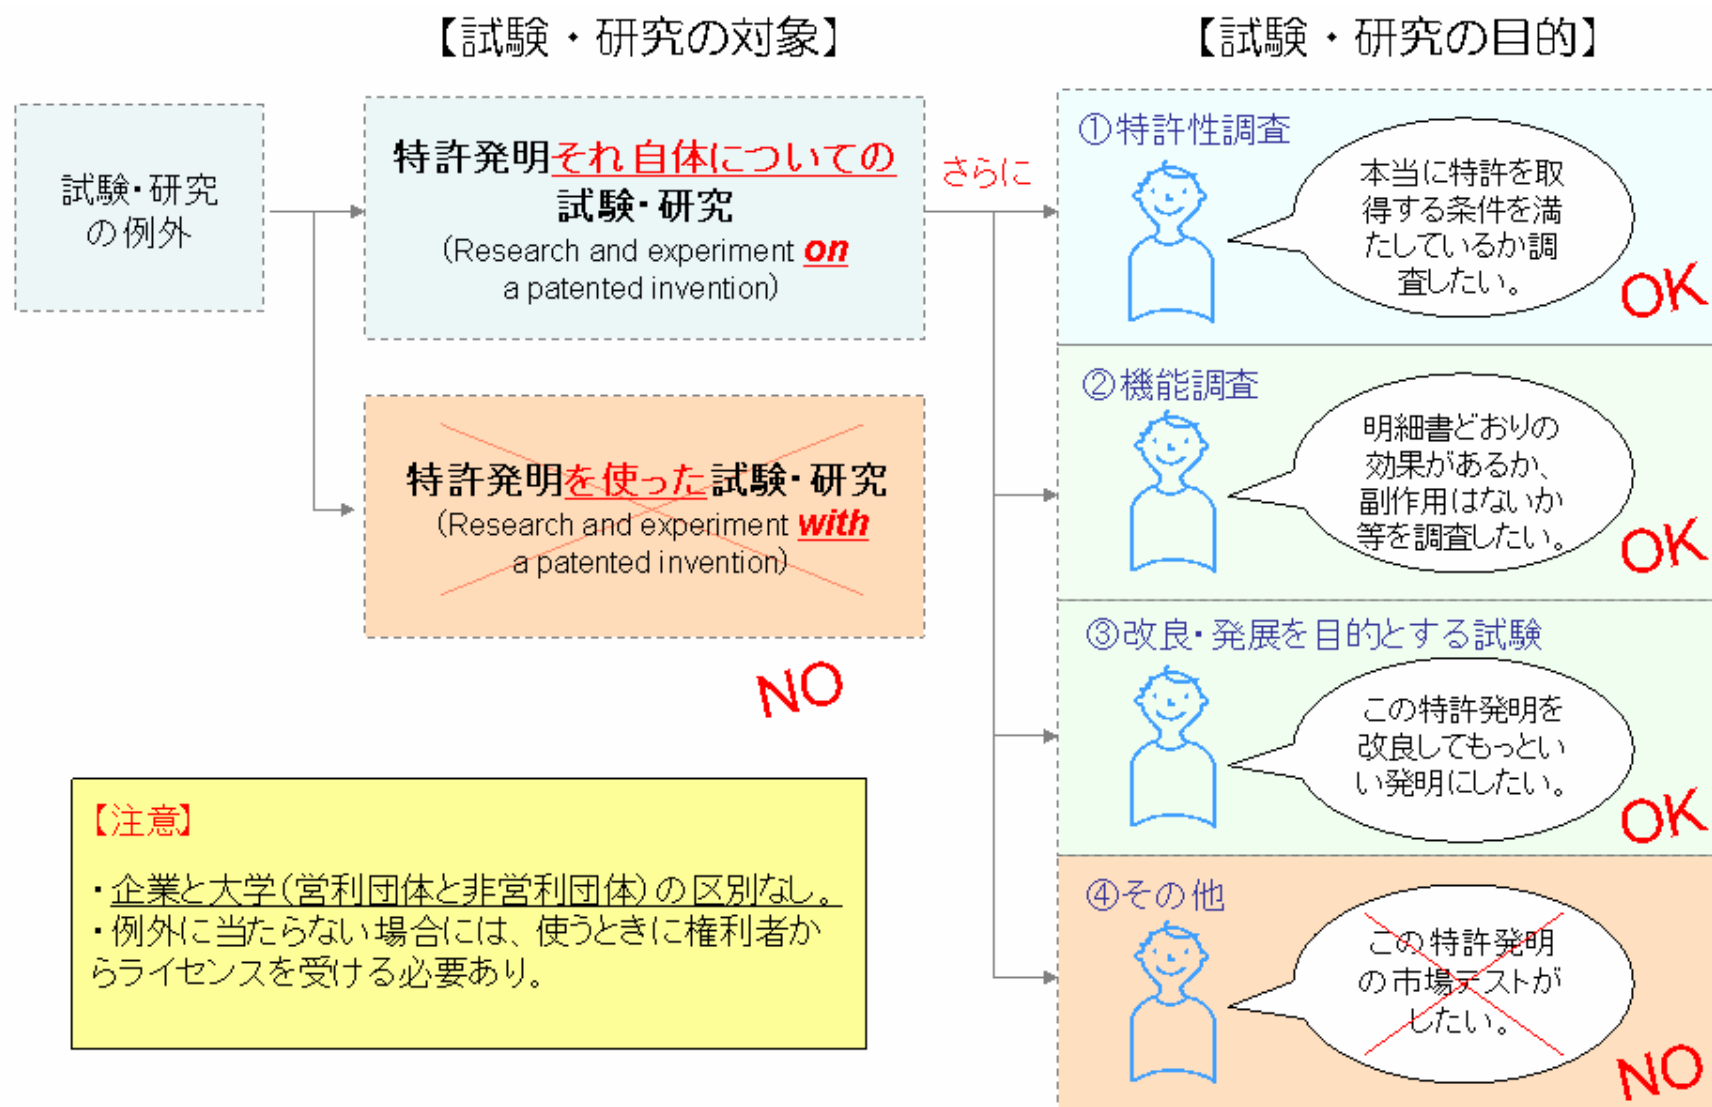 【試験・研究の対象】
【試験・研究の目的】
試験・研究
の例外
特許発明それ自体についての
試験・研究
(Research and experiment on
a patented invention)
さらに
特許発明を使った試験・研究
(Research and experiment with
a patented invention)
NO
①特許性調査
本当に特許を取
得する条件を満
たしているか調
査したい。
OK
②機能調査
明細書どおりの
効果があるか、
副作用はないか
等を調査したい。
OK
③改良・発展を目的とする試験
この特許発明を
改良してもっとい
い発明にしたい。
OK
④その他
この特許発明
の市場テストが
したい。
NO
【注意】
・企業と大学(営利団体と非営利団体)の区別なし。
・例外に当たらない場合には、使うときに権利者か
らライセンスを受ける必要あり。